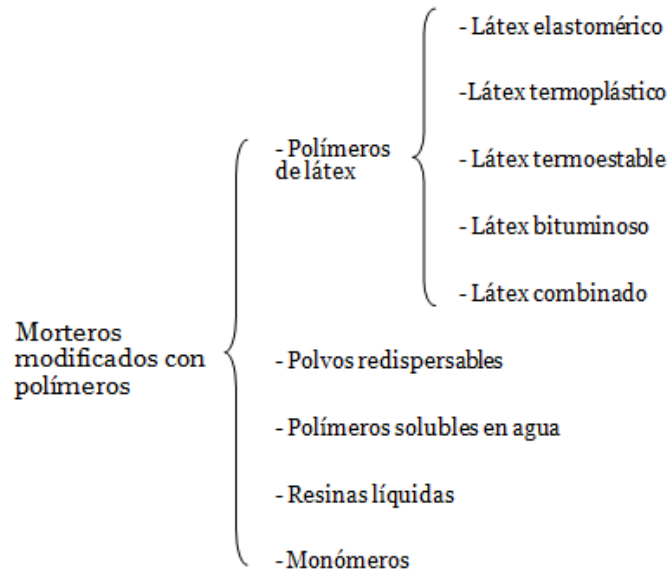 Morteros
modificados con
polímeros
- Polímeros
de látex
- Látex elastomérico
-Látex termoplástico
- Látex termoestable
- Látex bituminoso
- Látex combinado
- Polvos redispersables
- Polímeros solubles en agua
- Resinas líquidas
- Monómeros